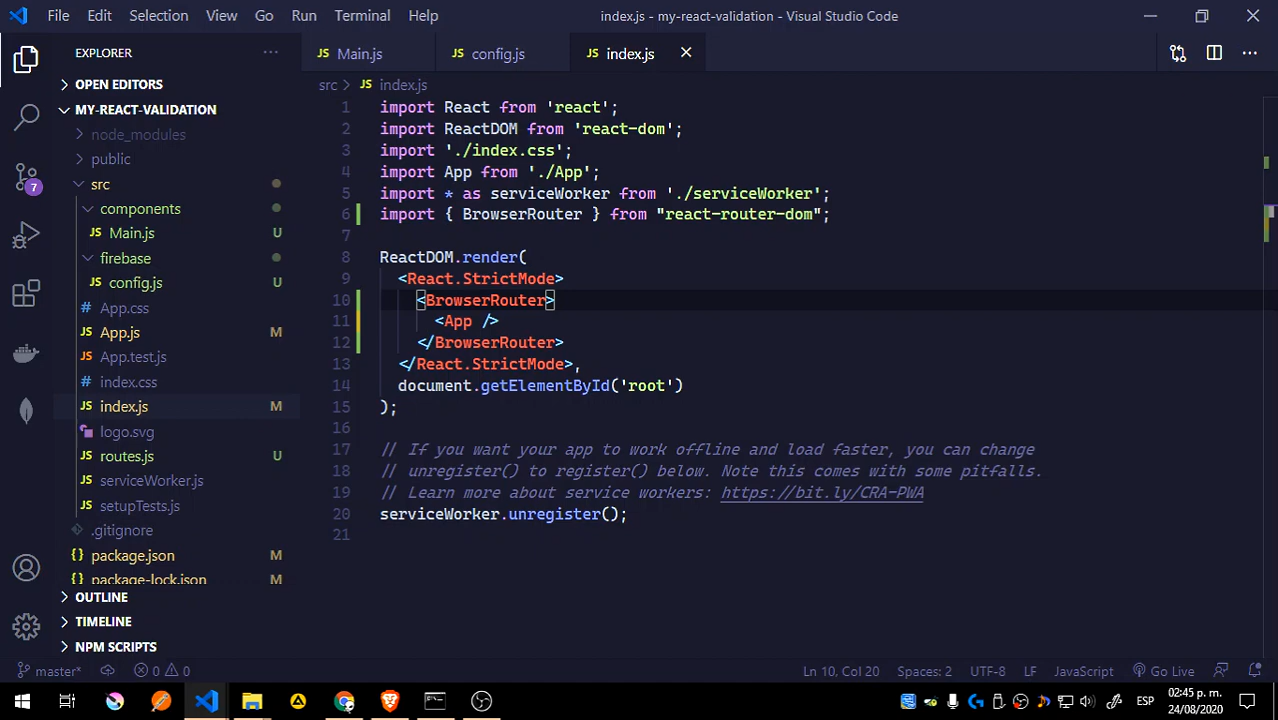 File Edit Selection View Go Run Terminal Help index.js - my-react-validation - Visual Studio Code
EXPLORER
Main.js config.js index.js
OPEN EDITORS
MY-REACT-VALIDATION
node_modules
public
src
components
Main.js U
firebase
config.js U
App.css
App.js M
App.test.js
index.css
index.js M
logo.svg
routes.js U
serviceWorker.js
setupTests.js
.gitignore
package.json M
package-lock.json M
OUTLINE
TIMELINE
NPM SCRIPTS
7
src > index.js
1 import React from 'react';
2 import ReactDOM from 'react-dom';
3 import './index.css';
4 import App from './App';
5 import * as serviceWorker from './serviceWorker';
6 import { BrowserRouter } from "react-router-dom";
7
8 ReactDOM.render(
9 <React.StrictMode>
10 <BrowserRouter>
11 <App />
12 </BrowserRouter>
13 </React.StrictMode>,
14 document.getElementById('root')
15 );
16
17 // If you want your app to work offline and load faster, you can change
18 // unregister() to register() below. Note this comes with some pitfalls.
19 // Learn more about service workers: https://bit.ly/CRA-PWA
20 serviceWorker.unregister();
21
master* 0 0 Ln 10, Col 20 Spaces: 2 UTF-8 LF JavaScript Go Live
ESP 02:45 p. m.
24/08/2020